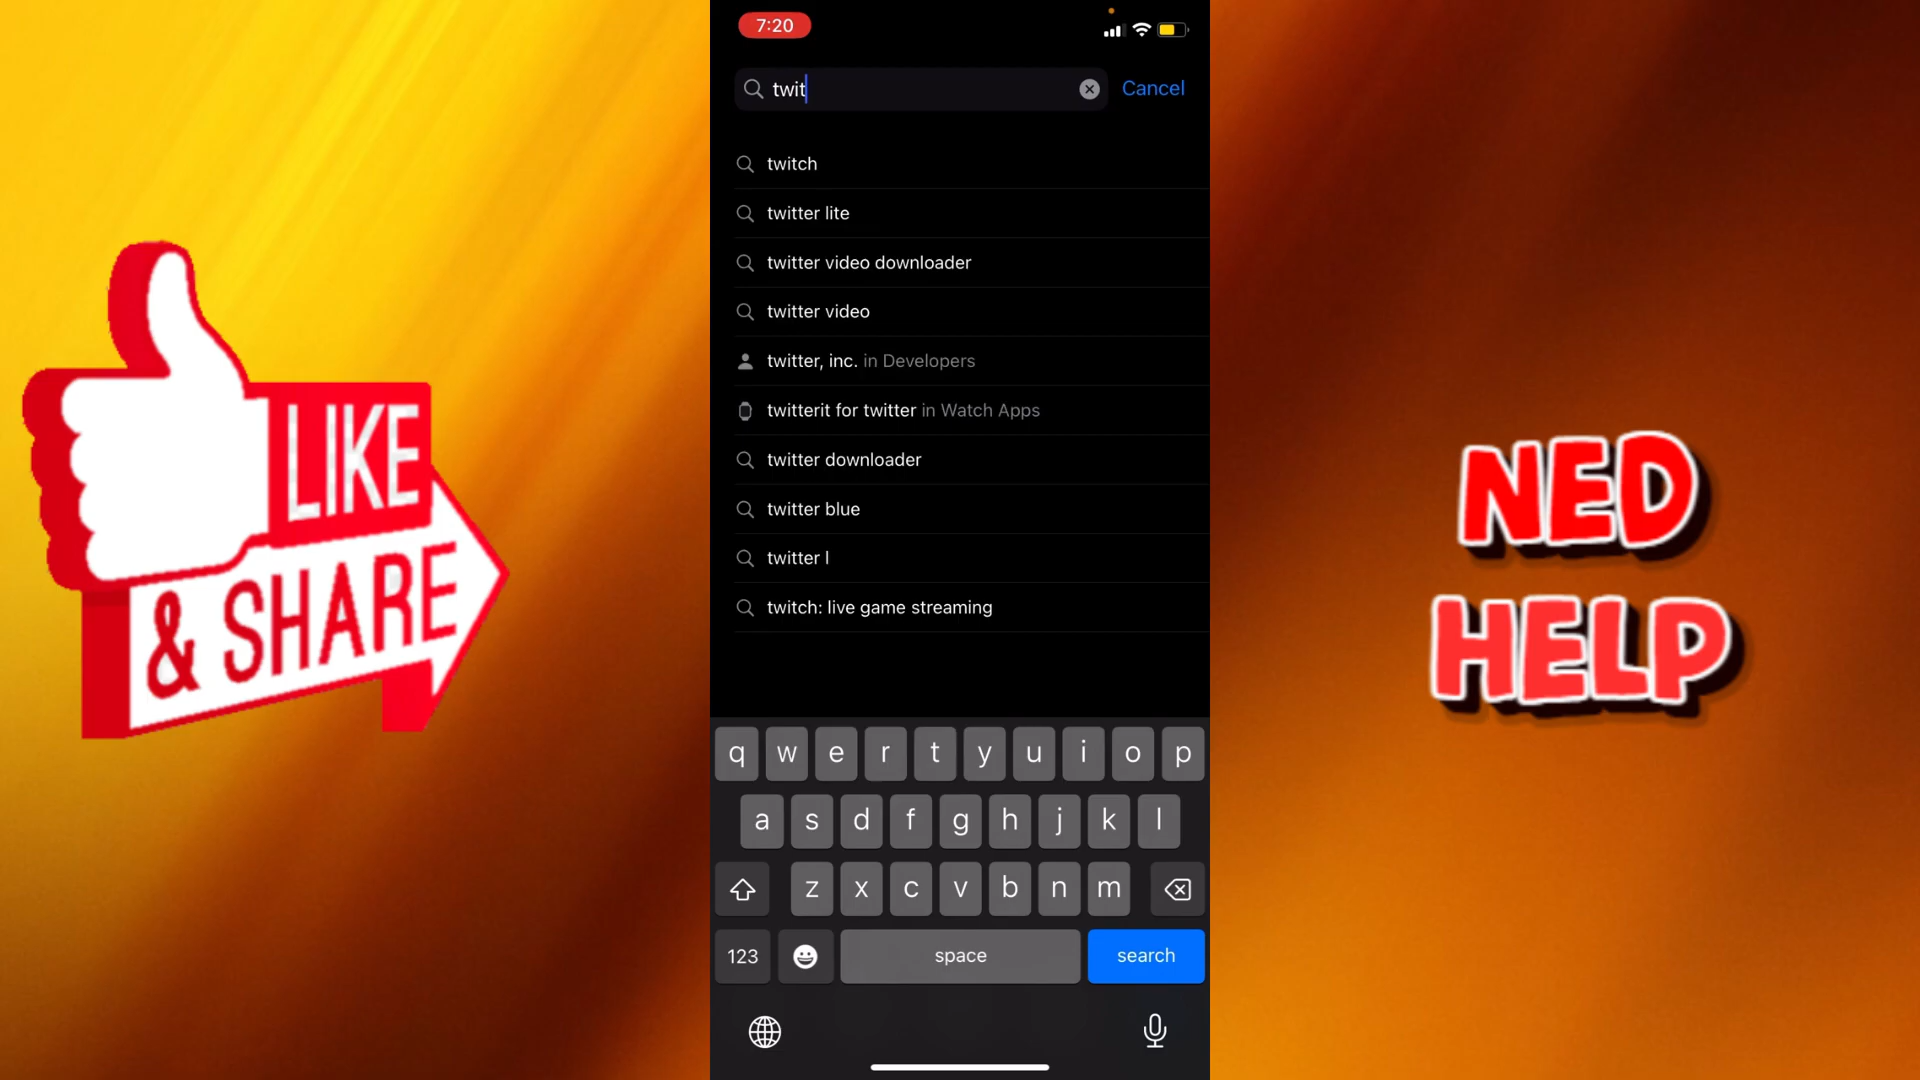 7:20
twit
Cancel
twitch
twitter lite
twitter video downloader
twitter video
twitter, inc. in Developers
twitterit for twitter in Watch Apps
twitter downloader
twitter blue
twitter l
twitch: live game streaming
q w e r t y u i o p
a s d f g h j k l
z x c v b n m
123 space search
LIKE
& SHARE
NED
HELP